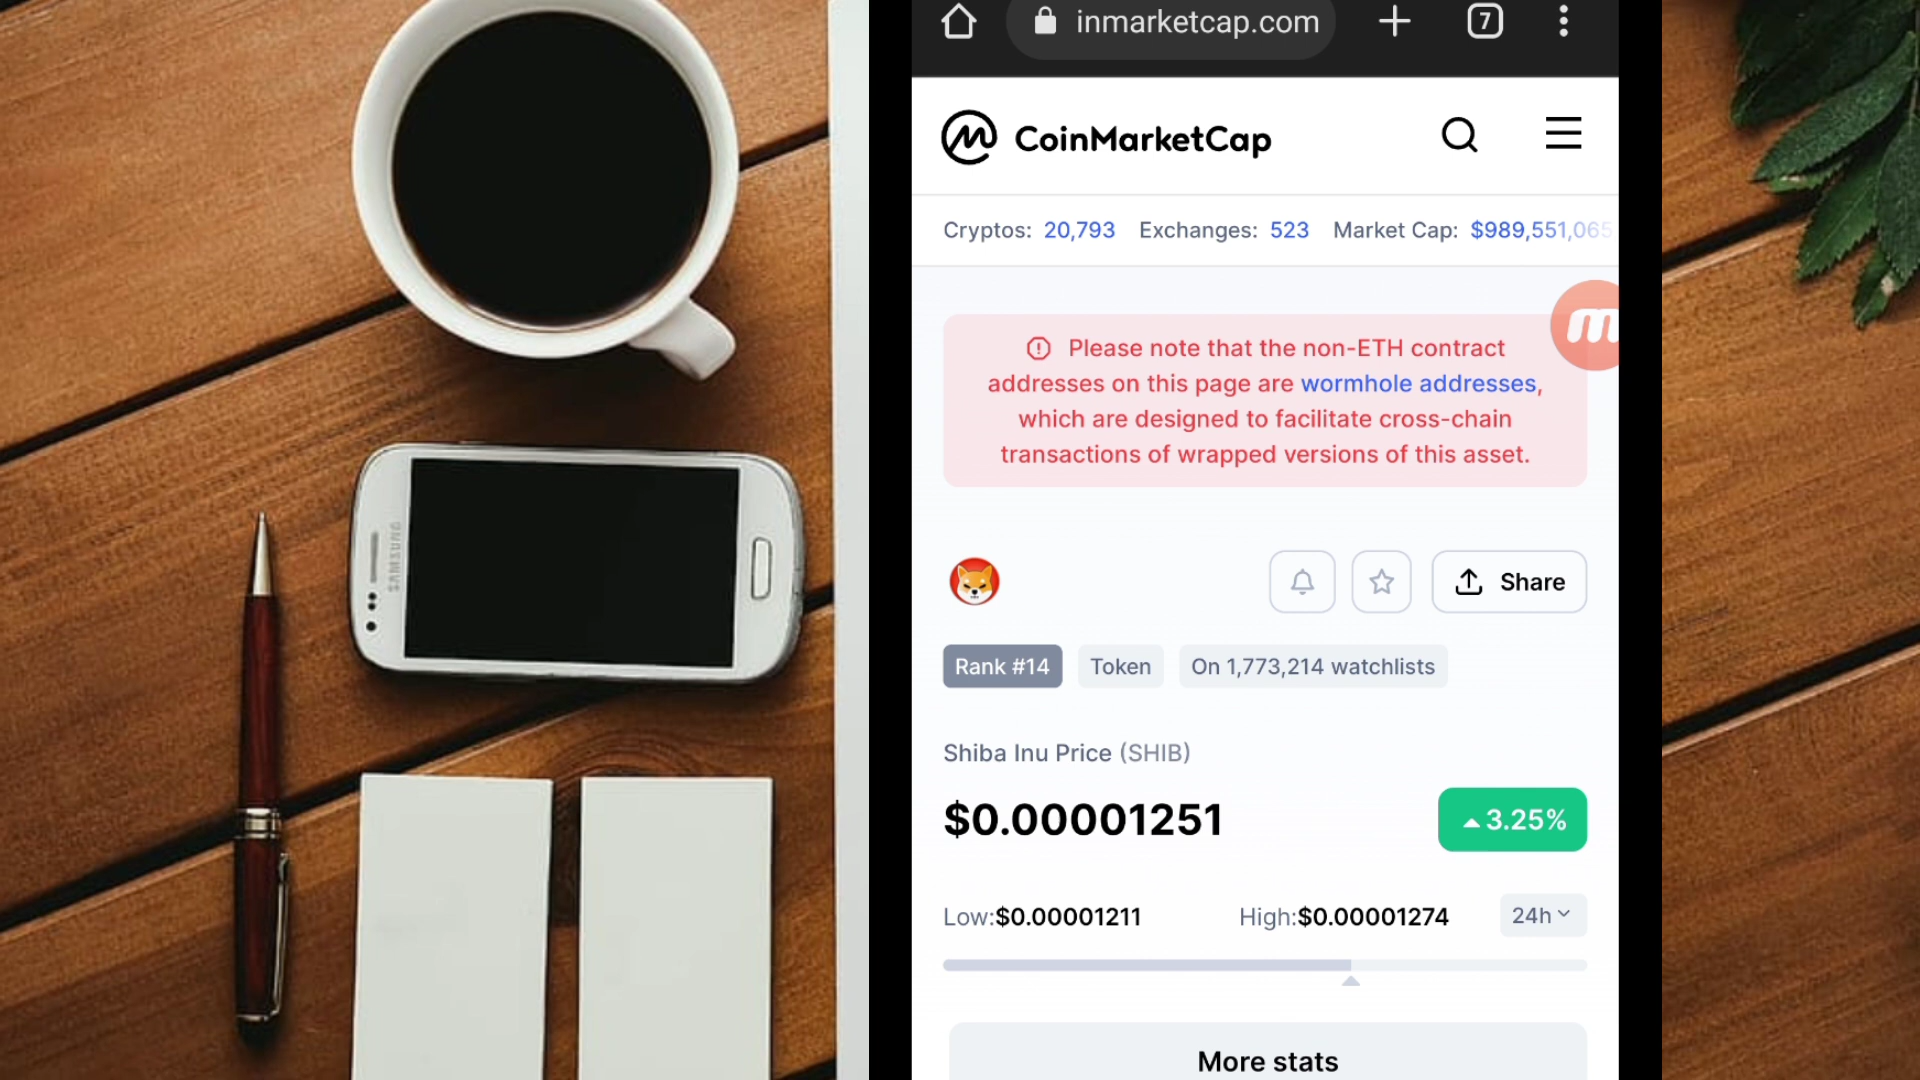 SAMSUNG
inmarketcap.com
7
CoinMarketCap
Cryptos: 20,793 Exchanges: 523 Market Cap: $989,551,065
Please note that the non-ETH contract
addresses on this page are wormhole addresses,
which are designed to facilitate cross-chain
transactions of wrapped versions of this asset.
Share
Rank #14 Token On 1,773,214 watchlists
Shiba Inu Price (SHIB)
$0.00001251 3.25%
Low:$0.00001211 High:$0.00001274 24h
More stats